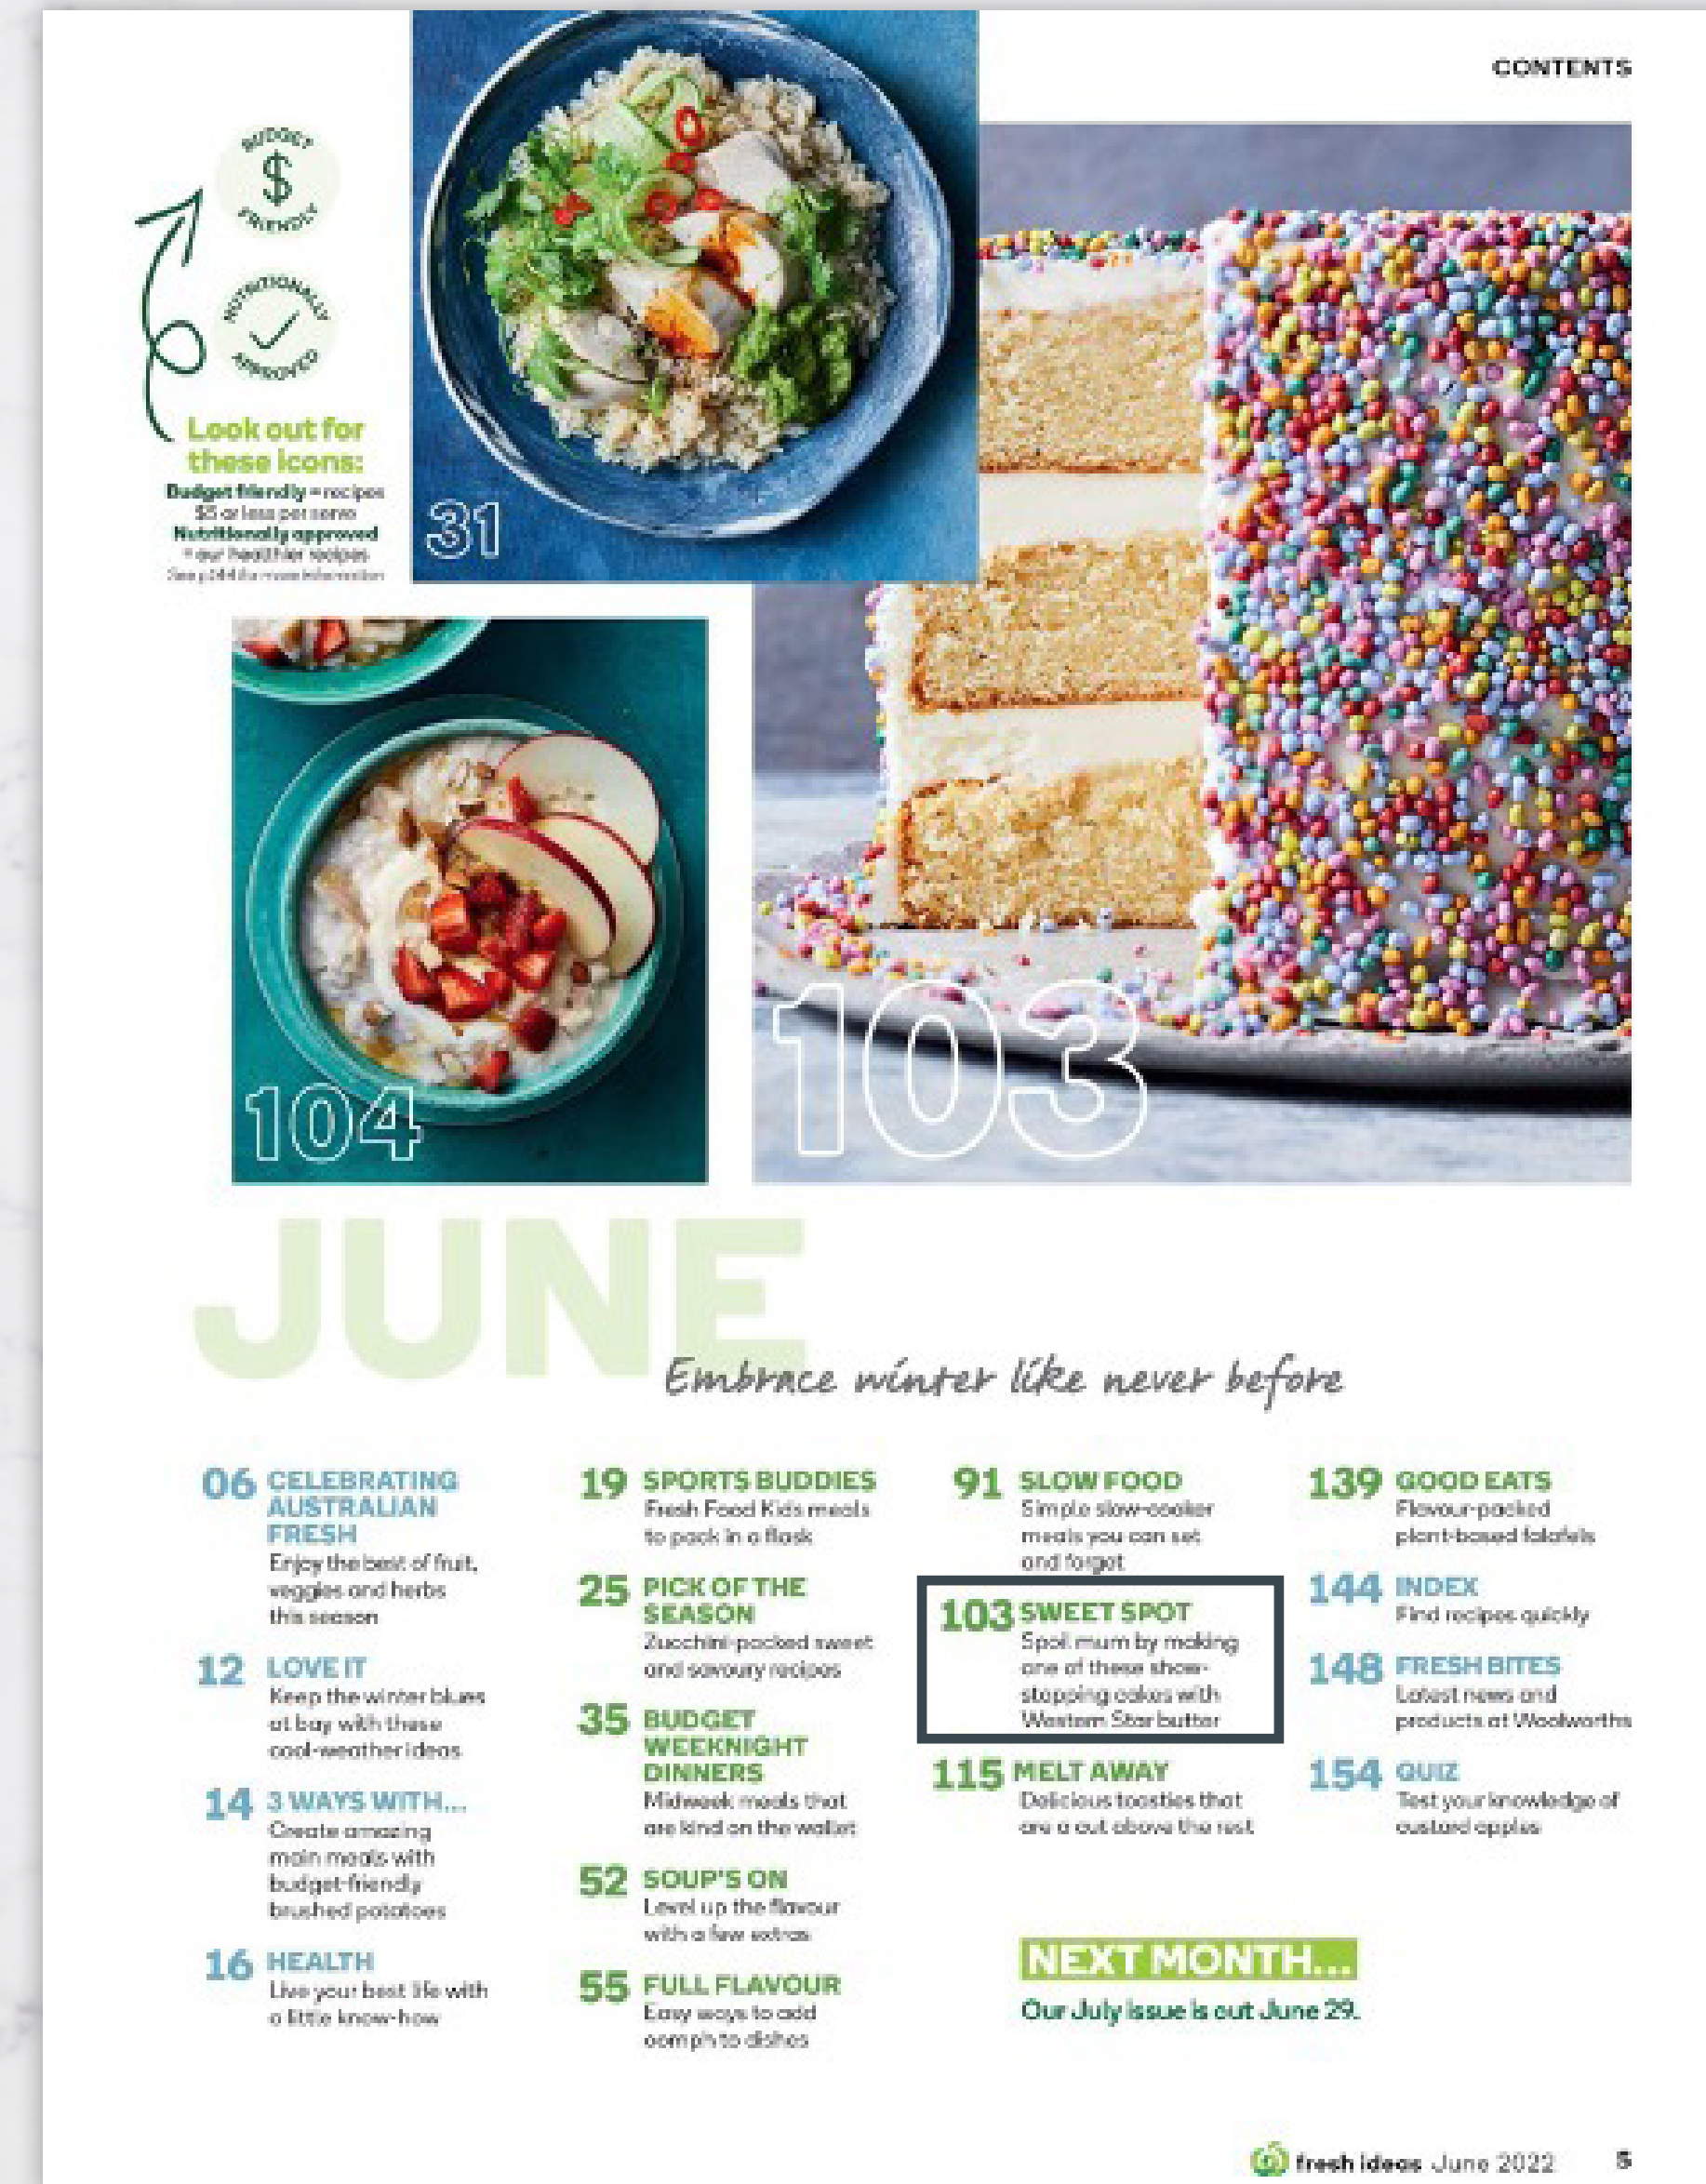 CONTENTS
BUDGET
$
FRIENDLY
NUTRITIONALLY
APPROVED
Look out for
these icons:
Budget friendly = recipes
$5 or less per serve
Nutritionally approved
= our healthier recipes
See p144 for more information
31
104
103
JUNE
Embrace winter like never before
06 CELEBRATING
AUSTRALIAN
FRESH
Enjoy the best of fruit,
veggies and herbs
this season
12 LOVE IT
Keep the winter blues
at bay with these
cool-weather ideas
14 3 WAYS WITH...
Create amazing
main meals with
budget-friendly
brushed potatoes
16 HEALTH
Live your best life with
a little know-how
19 SPORTS BUDDIES
Fresh Food Kids meals
to pack in a flask
25 PICK OF THE
SEASON
Zucchini-packed sweet
and savoury recipes
35 BUDGET
WEEKNIGHT
DINNERS
Midweek meals that
are kind on the wallet
52 SOUP'S ON
Level up the flavour
with a few extras
55 FULL FLAVOUR
Easy ways to add
oomph to dishes
91 SLOW FOOD
Simple slow-cooker
meals you can set
and forget
103 SWEET SPOT
Spoil mum by making
one of these show-
stopping cakes with
Western Star butter
115 MELT AWAY
Delicious toasties that
are a cut above the rest
139 GOOD EATS
Flavour-packed
plant-based falafels
144 INDEX
Find recipes quickly
148 FRESH BITES
Latest news and
products at Woolworths
154 QUIZ
Test your knowledge of
custard apples
NEXT MONTH...
Our July issue is out June 29.
fresh ideas June 2022 5